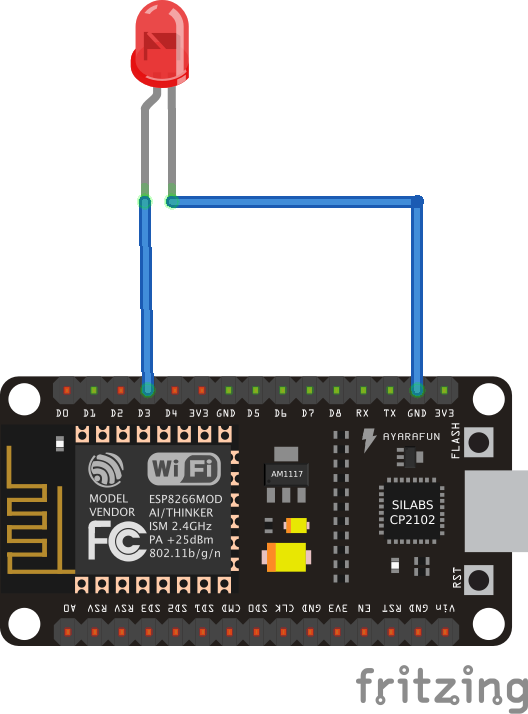 D0 D1 D2 D3 D4 3V3 GND D5 D6 D7 D8 RX TX GND 3V3
AYARAFUN
FLASH
WiFi
AM1117
MODEL
VENDOR
ESP8266MOD
AI/THINKER
ISM 2.4GHz
PA +25dBm
802.11b/g/n
FC
SILABS
CP2102
RST
A0 RSV RSV SD3 SD2 SD1 CMD SD0 CLK GND 3V3 EN RST GND Vin
fritzing